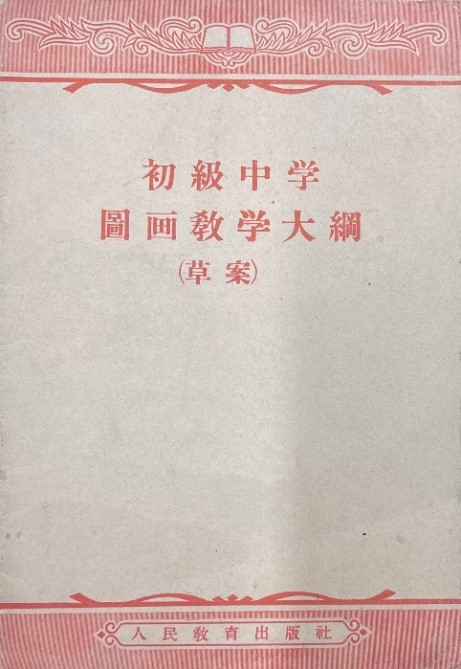 初級中学
圖画教学大綱
(草案)
人民教育出版社